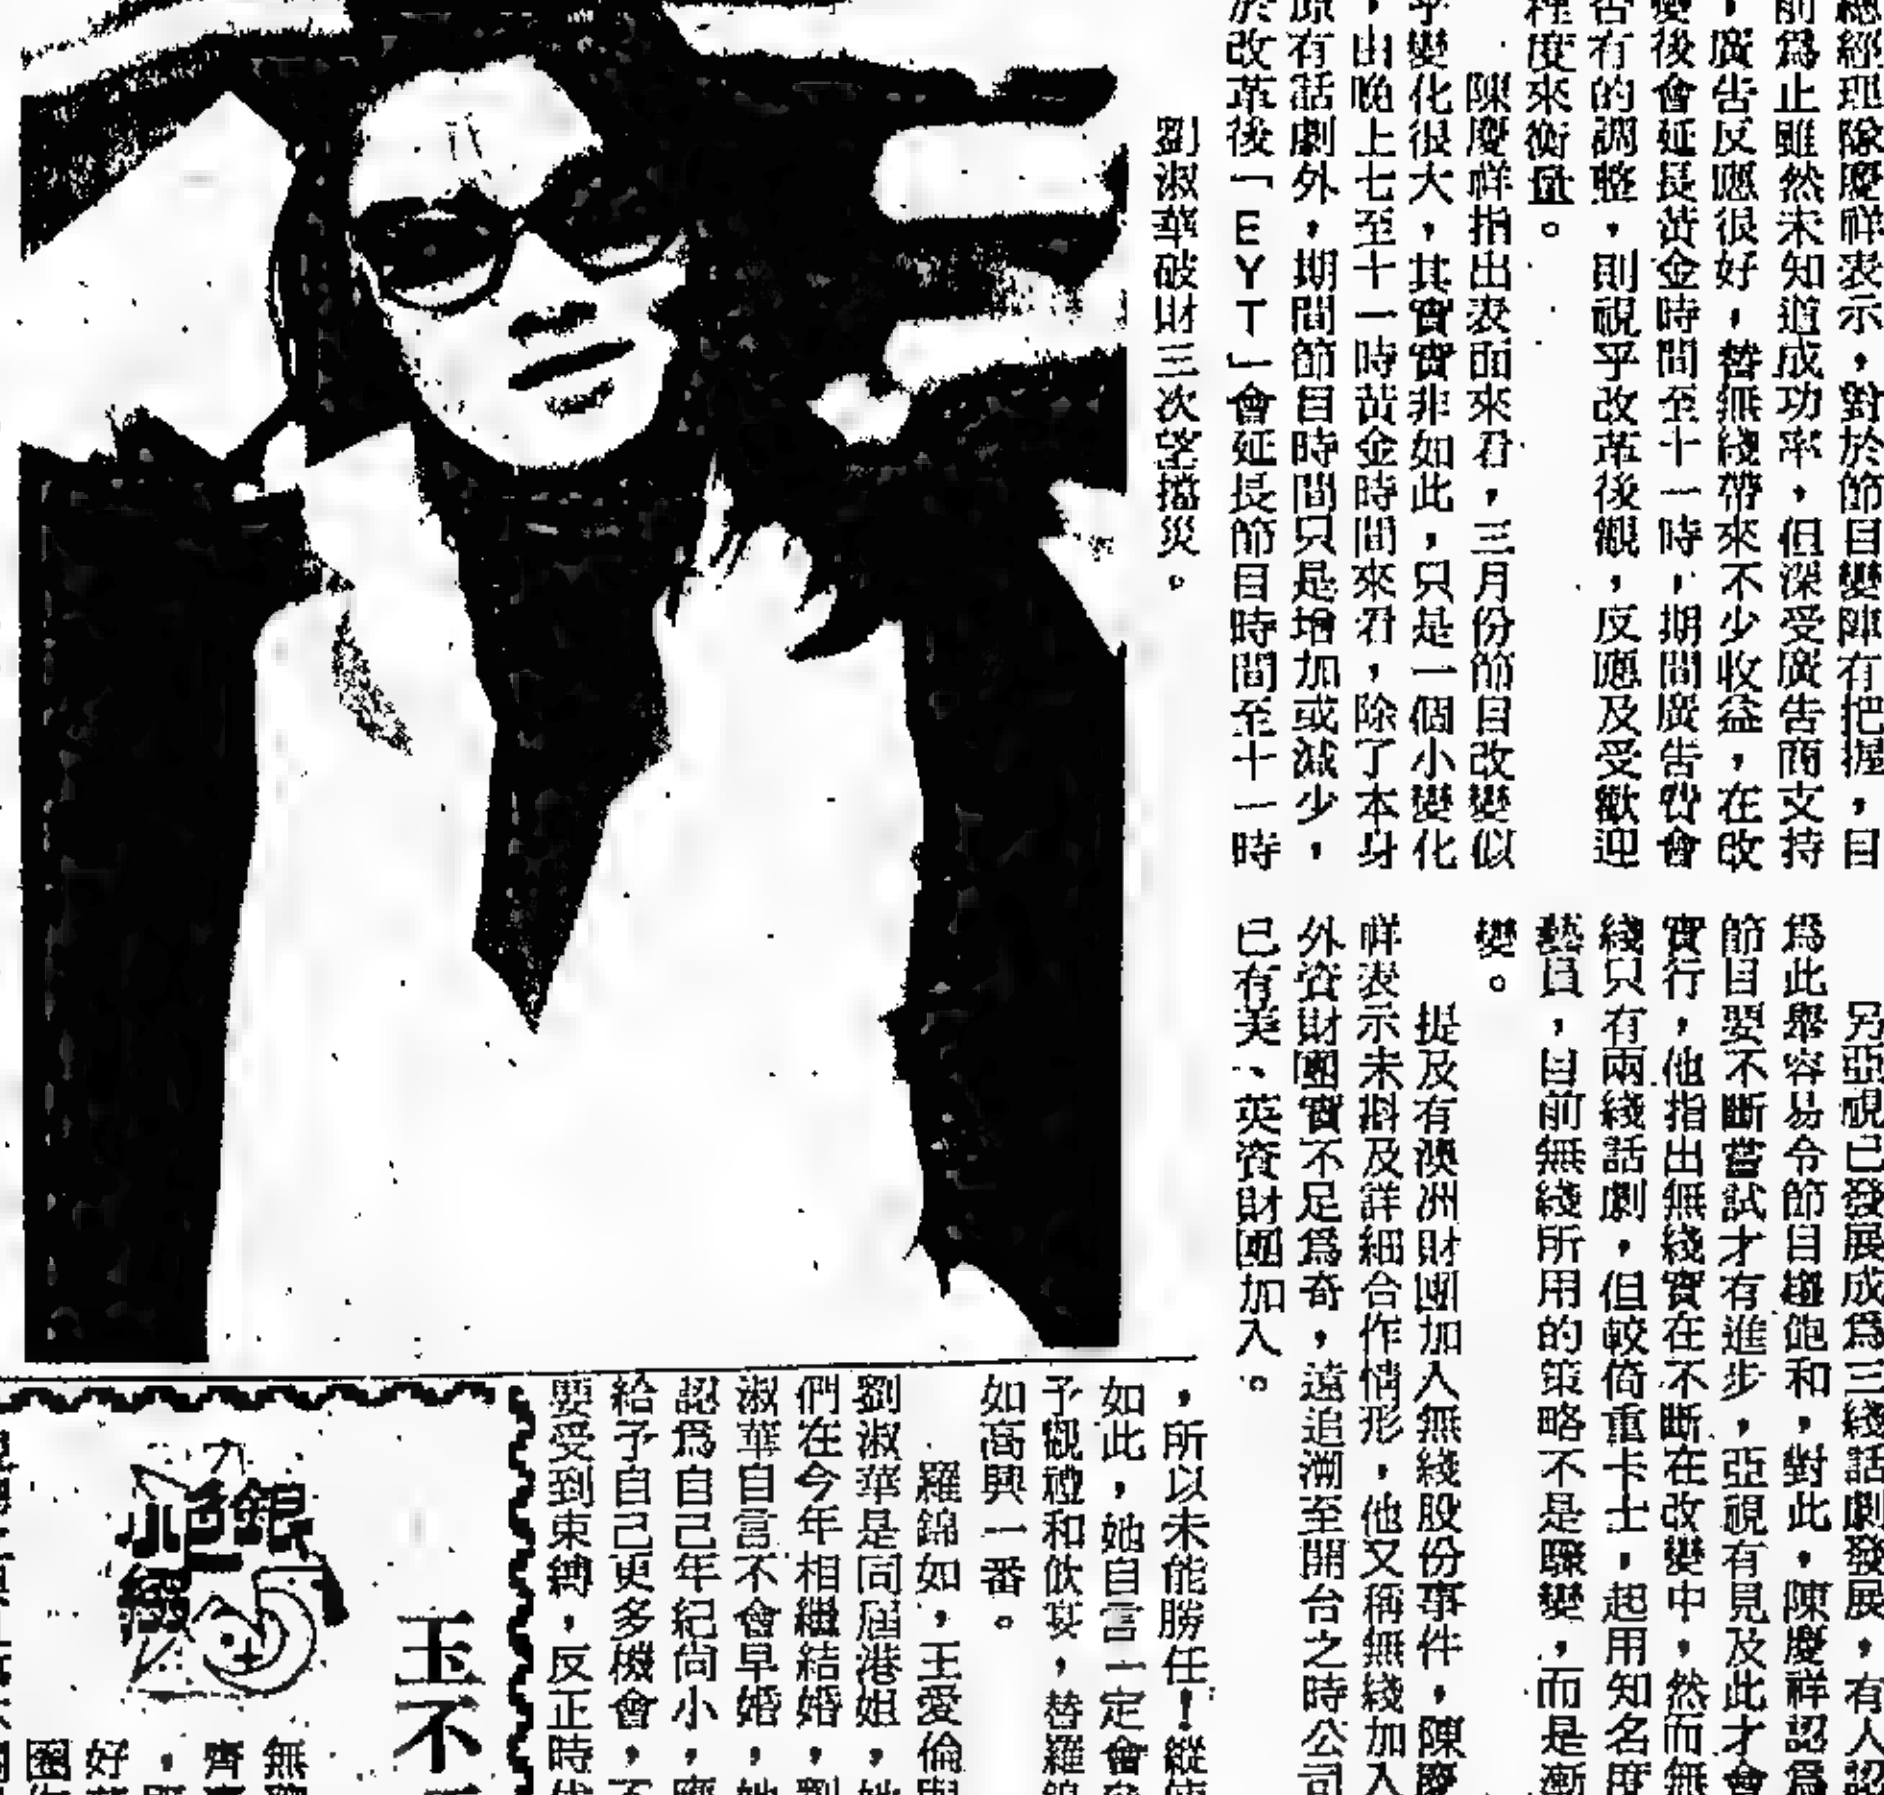 總經理陳慶祥表示，對於節目變陣有把握，目
前爲止雖然未知道成功率，但深受廣告商支持
，廣告反應很好，替無綫帶來不少收益，在改
變後會延長黃金時間至十一時，期間廣告費會
否有的調整，則視乎改革後觀，反應及受歡迎
程度來衡量。
陳慶祥指出表面來看，三月份節目改變似
乎變化很大，其實實非如此，只是一個小變化
，由晚上七至十一時黃金時間來看，除了本身
原有話劇外，期間節目時間只是增加或減少，
於改革後「EYT」會延長節目時間至十一時
劉淑華破財三次望擋災。
另亞視已發展成爲三綫話劇發展，有人認
爲此舉容易令節目趨飽和，對此，陳慶祥認爲
節目要不斷嘗試才有進步，亞視有見及此才會
實行，他指出無綫實在不斷在改變中，然而無
綫只有兩綫話劇，但較倚重卡士，起用知名度
藝員，目前無綫所用的策略不是驟變，而是漸
變。
提及有澳洲財團加入無綫股份事件，陳慶
祥表示未斟及詳細合作情形，他又稱無綫加入
外資財團實不足爲奇，遠追溯至開台之時公司
已有美、英資財團加入。
，所以未能勝任！縱使
如此，她自言一定會
予觀禮和飲宴，替羅錦
如高興一番。
羅錦如，王愛倫與
劉淑華是同屆港姐，她
們在今年相繼結婚，劉
淑華自言不會早婚，她
認爲自己年紀尚小，應
給予自己更多機會，不
要受到束縛，反正時
玉不
銀色小綴
無
齊
，
好
圈